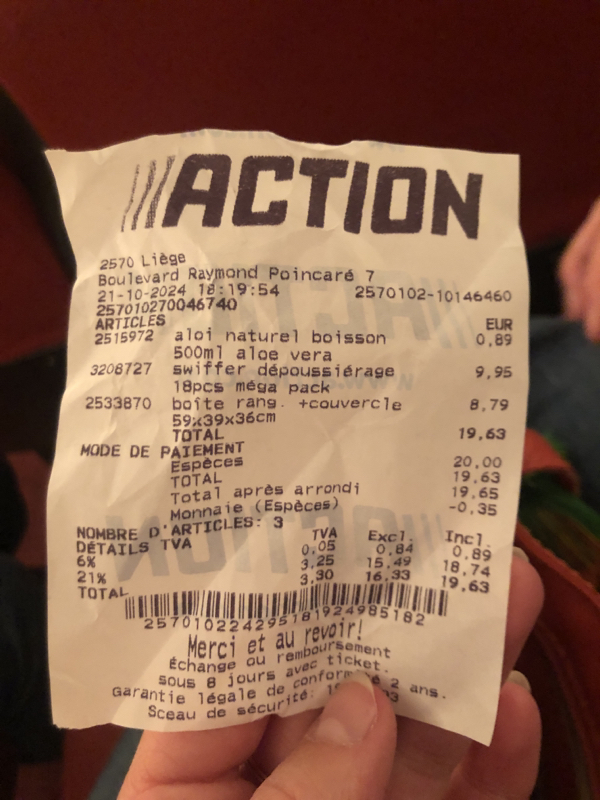 ACTION
2570 Liège
Boulevard Raymond Poincaré 7
21-10-2024 18:19:54 2570102-10146460
257010270046740
ARTICLES EUR
2515972 aloi naturel boisson 0,89
500ml aloe vera
3208727 swiffer dépoussiérage 9,95
18pcs méga pack
2533870 boîte rang. +couvercle 8,79
59x39x36cm
TOTAL 19,63
MODE DE PAIEMENT
Espèces 20,00
TOTAL 19,63
Total après arrondi 19,65
Monnaie (Espèces) -0,35
NOMBRE D'ARTICLES: 3
DÉTAILS TVA TVA Excl. Incl.
6% 0,05 0,84 0,89
21% 3,25 15,49 18,74
TOTAL 3,30 16,33 19,63
257010224295181924985182
Merci et au revoir!
Échange ou remboursement
sous 8 jours avec ticket.
Garantie légale de conformité 2 ans.
Sceau de sécurité: